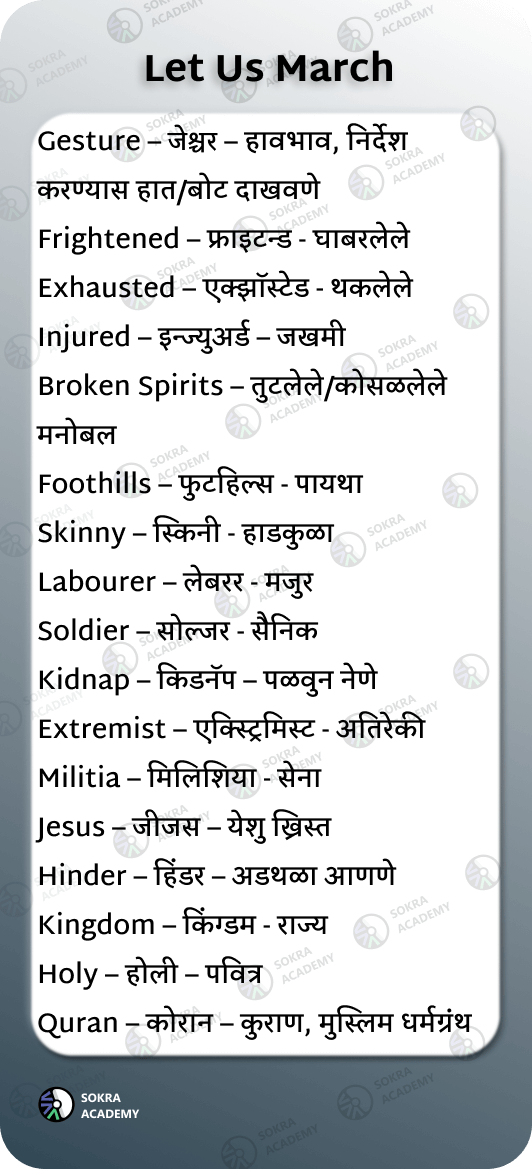 Let Us March
Gesture – जेश्चर – हावभाव, निर्देश
करण्यास हात/बोट दाखवणे
Frightened – फ्राइटन्ड - घाबरलेले
Exhausted – एक्झॉस्टेड - थकलेले
Injured – इन्ज्युअर्ड – जखमी
Broken Spirits – तुटलेले/कोसळलेले
मनोबल
Foothills – फुटहिल्स - पायथा
Skinny – स्किनी - हाडकुळा
Labourer – लेबरर - मजुर
Soldier – सोल्जर - सैनिक
Kidnap – किडनॅप – पळवुन नेणे
Extremist – एक्स्ट्रिमिस्ट - अतिरेकी
Militia – मिलिशिया - सेना
Jesus – जीजस – येशु ख्रिस्त
Hinder – हिंडर – अडथळा आणणे
Kingdom – किंग्डम - राज्य
Holy – होली – पवित्र
Quran – कोरान – कुराण, मुस्लिम धर्मग्रंथ
SOKRA
ACADEMY